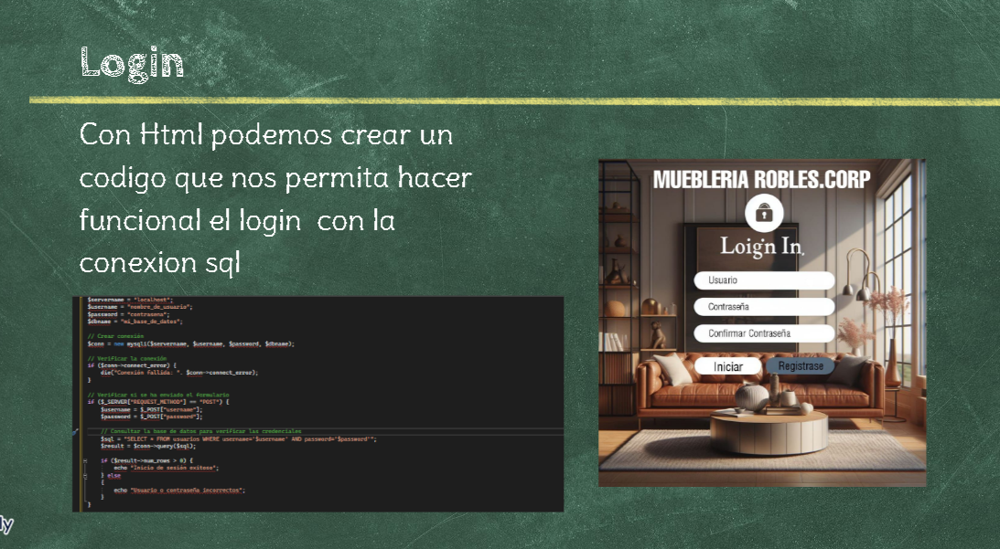 Login
Con Html podemos crear un
codigo que nos permita hacer
funcional el login con la
conexion sql
$servername = "localhost";
$username = "nombre_de_usuario";
$password = "contrasena";
$dbname = "mi_base_de_datos";
// Crear conexión
$conn = new mysqli($servername, $username, $password, $dbname);
// Verificar la conexión
if ($conn->connect_error) {
die("Conexión fallida: ". $conn->connect_error);
}
// Verificar si se ha enviado el formulario
if ($_SERVER["REQUEST_METHOD"] == "POST") {
$username = $_POST["username"];
$password = $_POST["password"];
// Consultar la base de datos para verificar las credenciales
$sql = "SELECT * FROM usuarios WHERE username='$username' AND password='$password'";
$result = $conn->query($sql);
if ($result->num_rows > 0) {
echo "Inicio de sesión exitoso";
} else
{
echo "Usuario o contraseña incorrectos";
}
}
MUEBLERIA ROBLES.CORP
Loign In.
Usuario
Contraseña
Confirmar Contraseña
Iniciar Registrase
ly